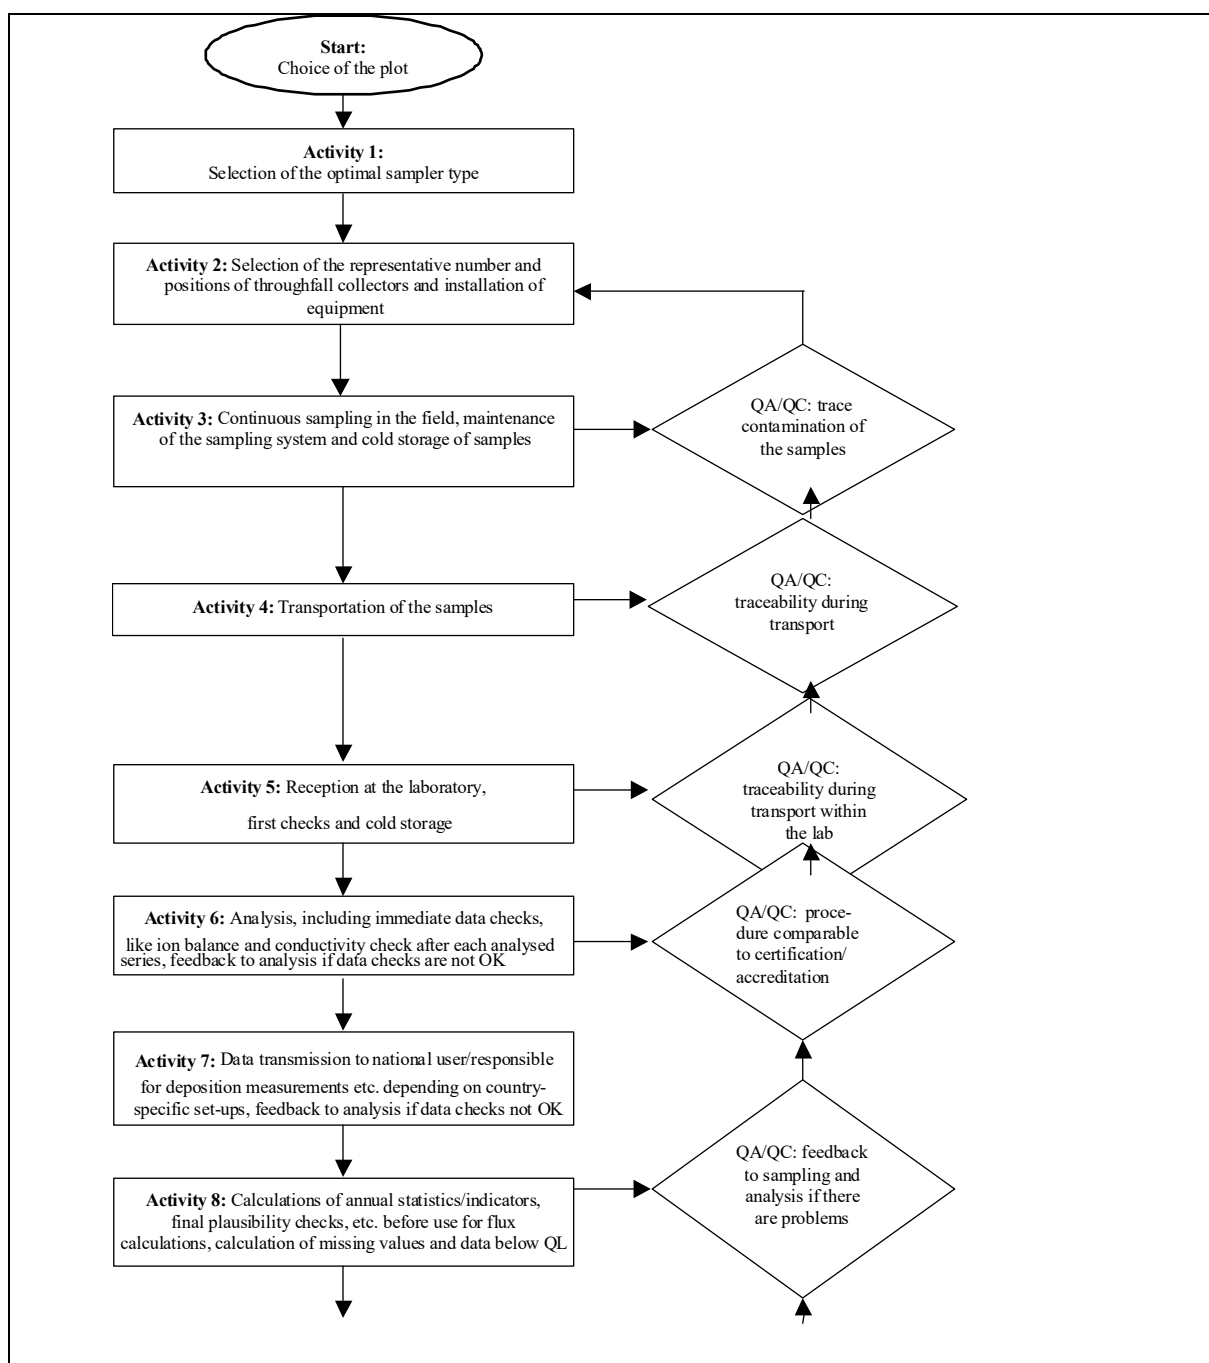 Start:
Choice of the plot
Activity 1:
Selection of the optimal sampler type
Activity 2: Selection of the representative number and
positions of throughfall collectors and installation of
equipment
Activity 3: Continuous sampling in the field, maintenance
of the sampling system and cold storage of samples
QA/QC: trace
contamination of
the samples
Activity 4: Transportation of the samples
QA/QC:
traceability during
transport
Activity 5: Reception at the laboratory,
first checks and cold storage
QA/QC:
traceability during
transport within
the lab
Activity 6: Analysis, including immediate data checks,
like ion balance and conductivity check after each analysed
series, feedback to analysis if data checks are not OK
QA/QC: proce-
dure comparable
to certification/
accreditation
Activity 7: Data transmission to national user/responsible
for deposition measurements etc. depending on country-
specific set-ups, feedback to analysis if data checks not OK
Activity 8: Calculations of annual statistics/indicators,
final plausibility checks, etc. before use for flux
calculations, calculation of missing values and data below QL
QA/QC: feedback
to sampling and
analysis if there
are problems